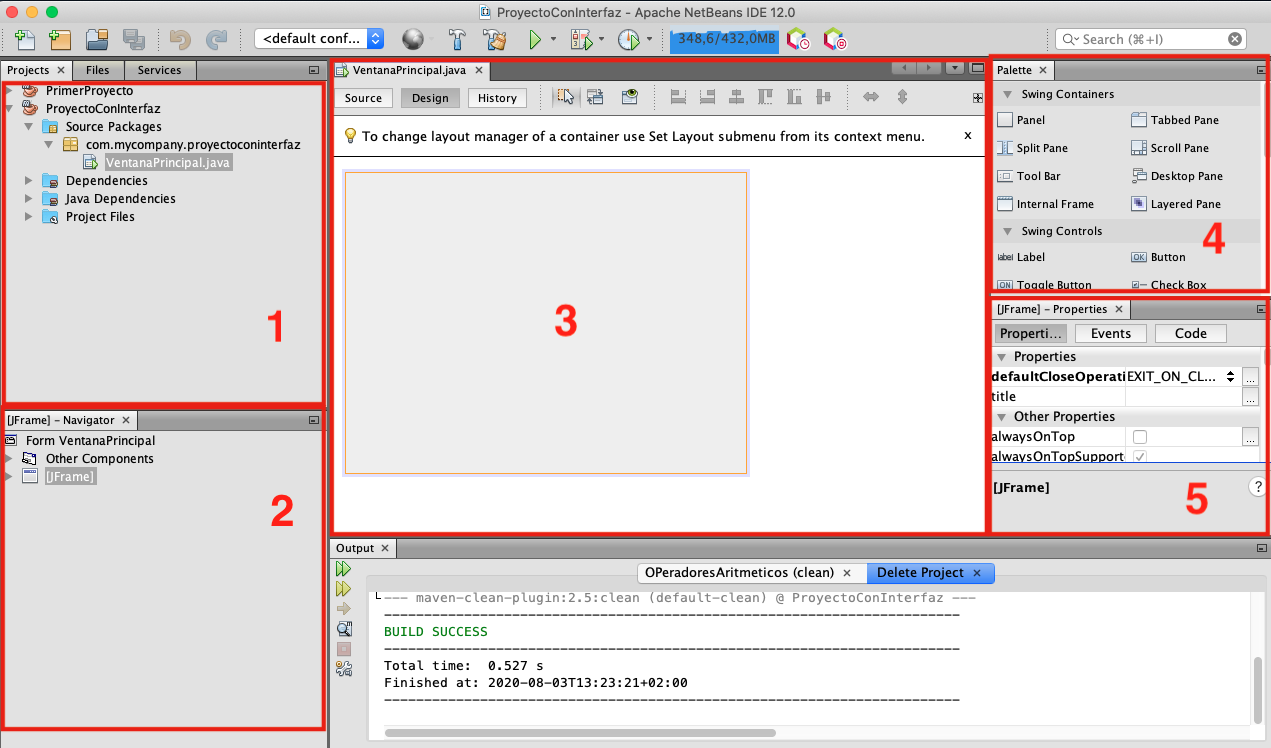 ProyectoConInterfaz - Apache NetBeans IDE 12.0
<default conf...
348,6/432,0MB
Search (⌘+I)
Projects
Files
Services
PrimerProyecto
ProyectoConInterfaz
Source Packages
com.mycompany.proyectoconinterfaz
VentanaPrincipal.java
Dependencies
Java Dependencies
Project Files
1
[JFrame] - Navigator
Form VentanaPrincipal
Other Components
[JFrame]
2
VentanaPrincipal.java
Source Design History
To change layout manager of a container use Set Layout submenu from its context menu. x
3
Palette
Swing Containers
Panel Tabbed Pane
Split Pane Scroll Pane
Tool Bar Desktop Pane
Internal Frame Layered Pane
Swing Controls
4
label Label OK Button
ON Toggle Button Check Box
[JFrame] - Properties
Properti... Events Code
Properties
defaultCloseOperati EXIT_ON_CL... ...
title ...
Other Properties
alwaysOnTop ...
alwaysOnTopSupport
[JFrame] ?
5
Output
OPeradoresAritmeticos (clean) Delete Project
--- maven-clean-plugin:2.5:clean (default-clean) @ ProyectoConInterfaz ---
------------------------------------------------------------------------
BUILD SUCCESS
------------------------------------------------------------------------
Total time:  0.527 s
Finished at: 2020-08-03T13:23:21+02:00
------------------------------------------------------------------------